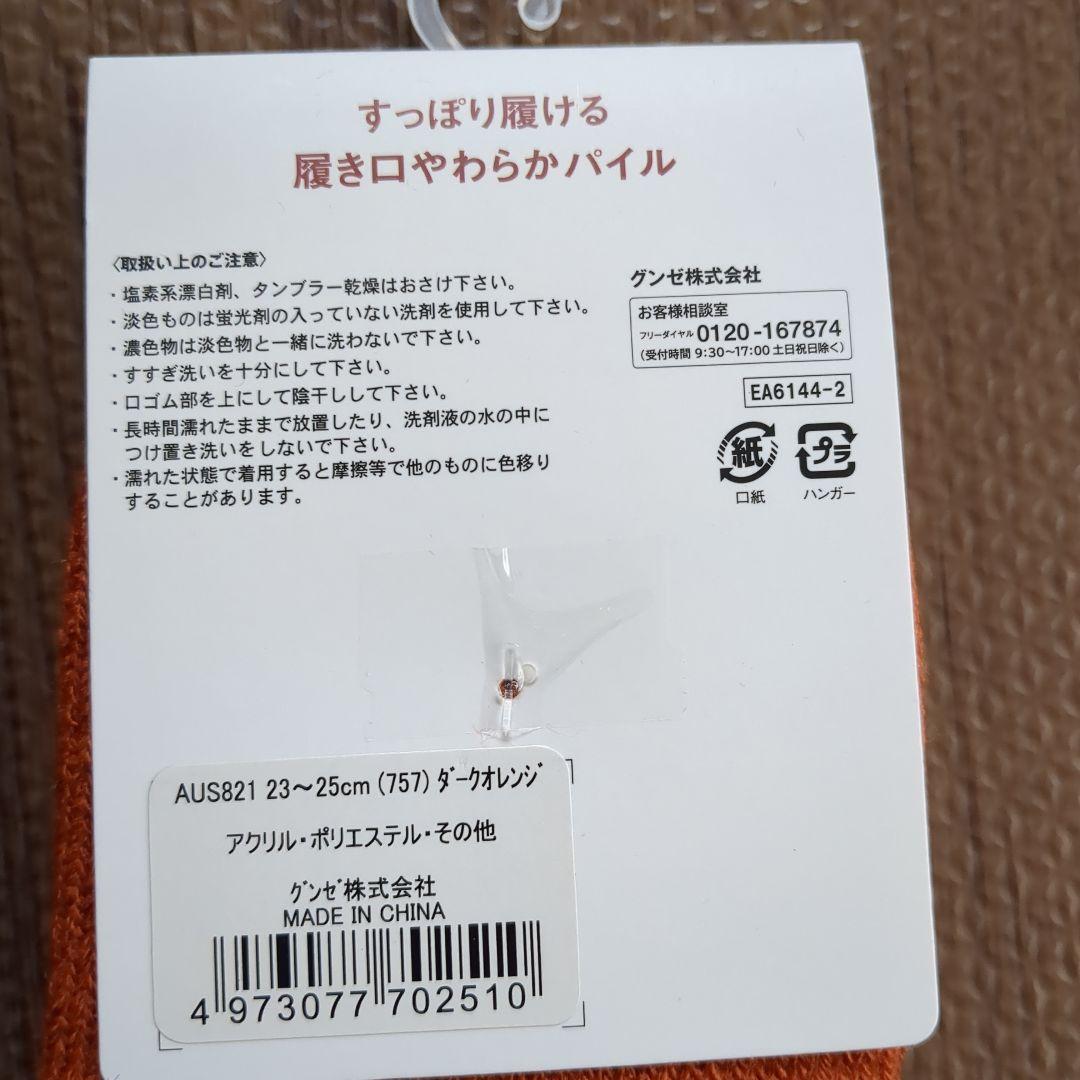 すっぽり履ける
履き口やわらかパイル
〈取扱い上のご注意〉
・塩素系漂白剤、タンブラー乾燥はおさけ下さい。
・淡色ものは蛍光剤の入っていない洗剤を使用して下さい。
・濃色物は淡色物と一緒に洗わないで下さい。
・すすぎ洗いを十分にして下さい。
・口ゴム部を上にして陰干しして下さい。
・長時間濡れたままで放置したり、洗剤液の水の中に
つけ置き洗いをしないで下さい。
・濡れた状態で着用すると摩擦等で他のものに色移り
することがあります。
グンゼ株式会社
お客様相談室
フリーダイヤル 0120-167874
(受付時間 9:30～17:00 土日祝日除く)
EA6144-2
紙 プラ
口紙 ハンガー
AUS821 23～25cm (757) ﾀﾞｰｸｵﾚﾝｼﾞ
アクリル・ポリエステル・その他
ｸﾞﾝｾﾞ株式会社
MADE IN CHINA
4 973077 702510